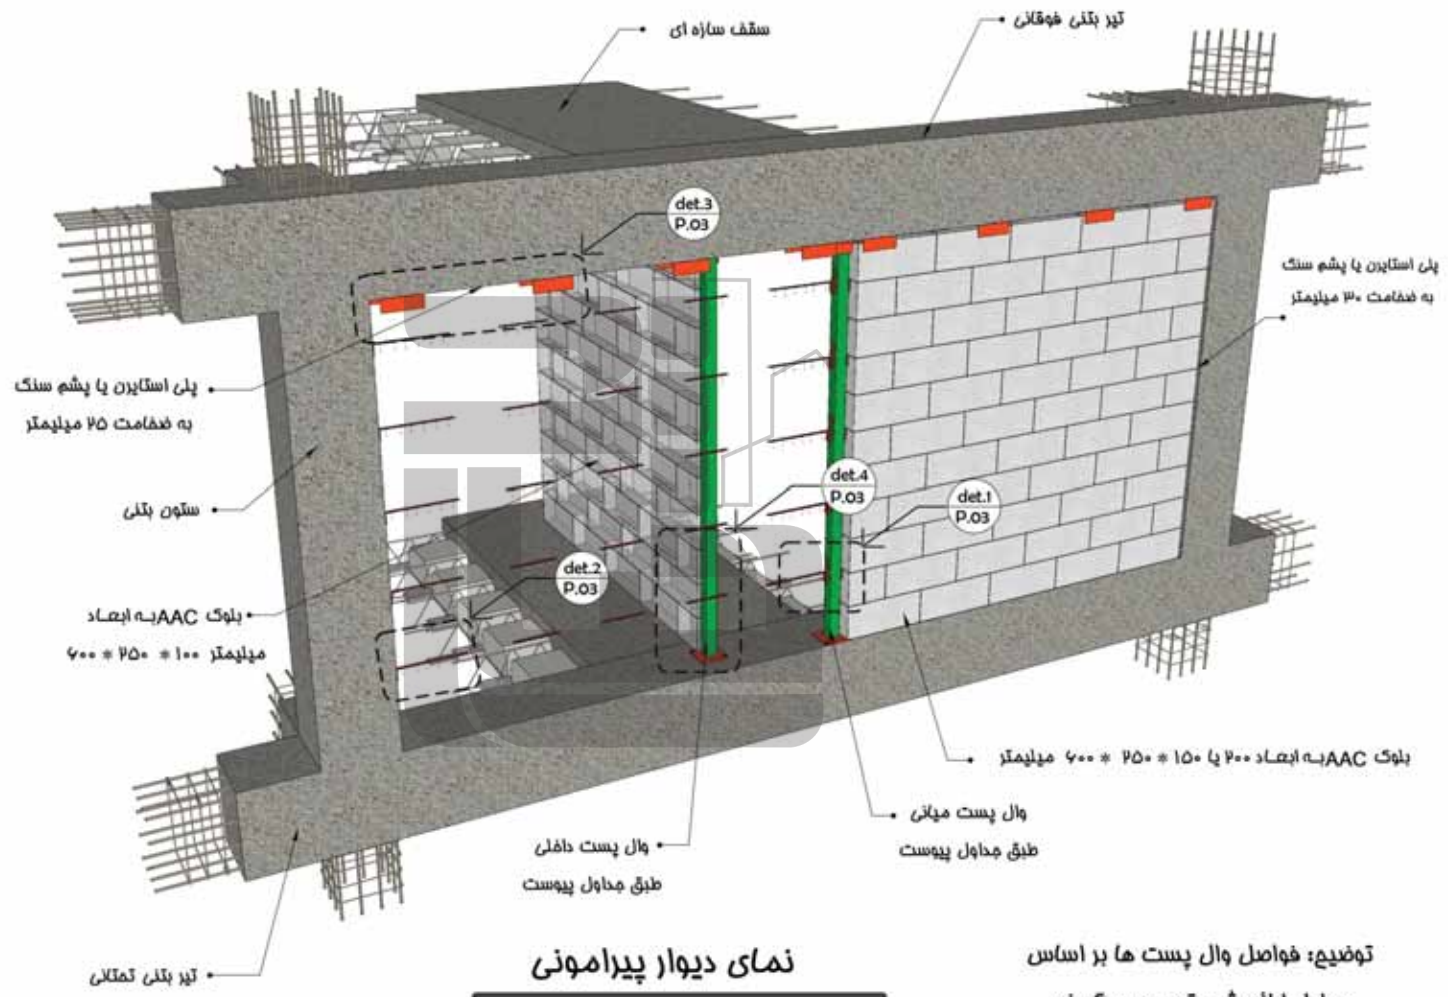 سقف سازه ای
تیر بتنی فوقانی
det.3
P.03
پلی استایرن یا پشم سنگ
به ضخامت ۳۰ میلیمتر
پلی استایرن یا پشم سنگ
به ضخامت ۲۵ میلیمتر
det.4
P.03
det.1
P.03
ستون بتنی
det.2
P.03
بلوک AAC به ابعاد
۶۰۰ * ۲۵۰ * ۱۰۰ میلیمتر
بلوک AAC به ابعاد ۲۰۰ یا ۱۵۰ * ۲۵۰ * ۶۰۰ میلیمتر
وال پست میانی
طبق جداول پیوست
وال پست داخلی
طبق جداول پیوست
تیر بتنی تحتانی
نمای دیوار پیرامونی
توضیح: فواصل وال پست ها بر اساس